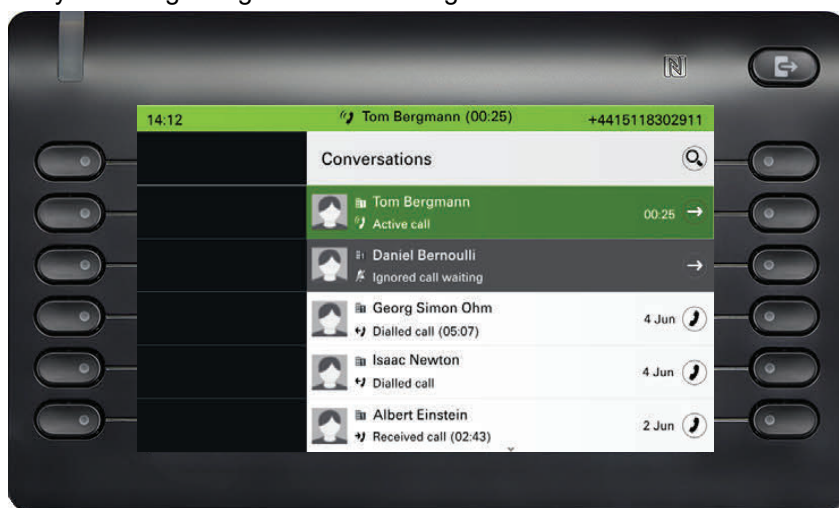 14:12 Tom Bergmann (00:25) +4415118302911
Conversations
Tom Bergmann
Active call 00:25
Daniel Bernoulli
Ignored call waiting
Georg Simon Ohm
Dialled call (05:07) 4 Jun
Isaac Newton
Dialled call 4 Jun
Albert Einstein
Received call (02:43) 2 Jun